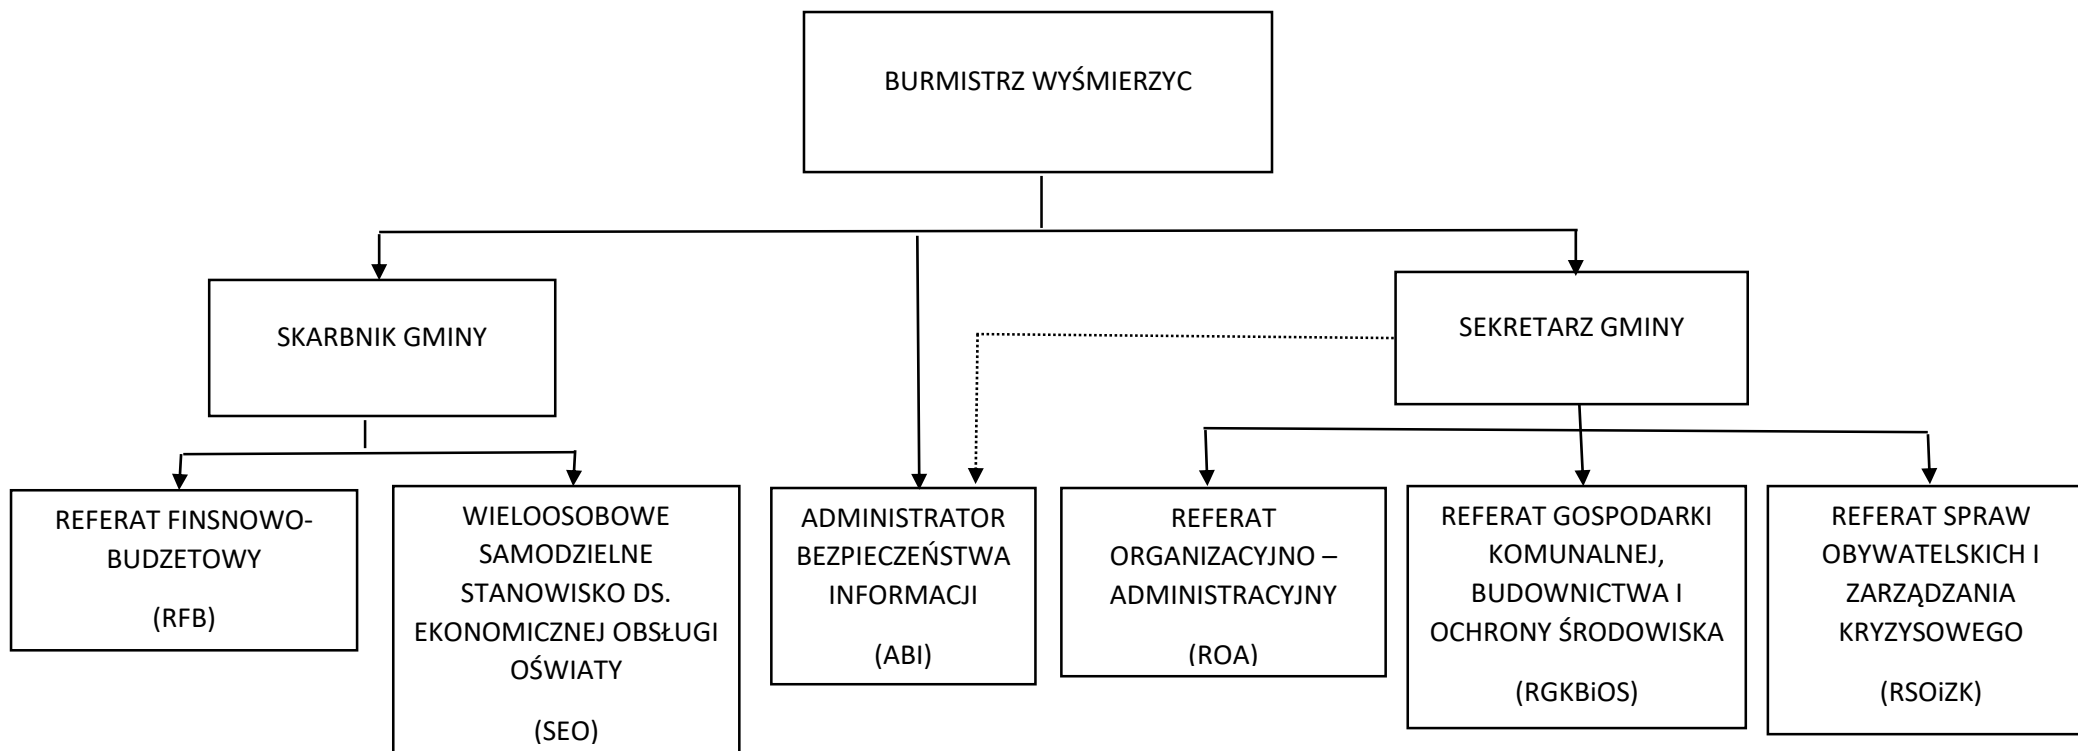 BURMISTRZ WYŚMIERZYC
SKARBNIK GMINY
SEKRETARZ GMINY
REFERAT FINSNOWO-
BUDZETOWY
(RFB)
WIELOOSOBOWE
SAMODZIELNE
STANOWISKO DS.
EKONOMICZNEJ OBSŁUGI
OŚWIATY
(SEO)
ADMINISTRATOR
BEZPIECZEŃSTWA
INFORMACJI
(ABI)
REFERAT
ORGANIZACYJNO –
ADMINISTRACYJNY
(ROA)
REFERAT GOSPODARKI
KOMUNALNEJ,
BUDOWNICTWA I
OCHRONY ŚRODOWISKA
(RGKBiOS)
REFERAT SPRAW
OBYWATELSKICH I
ZARZĄDZANIA
KRYZYSOWEGO
(RSOiZK)